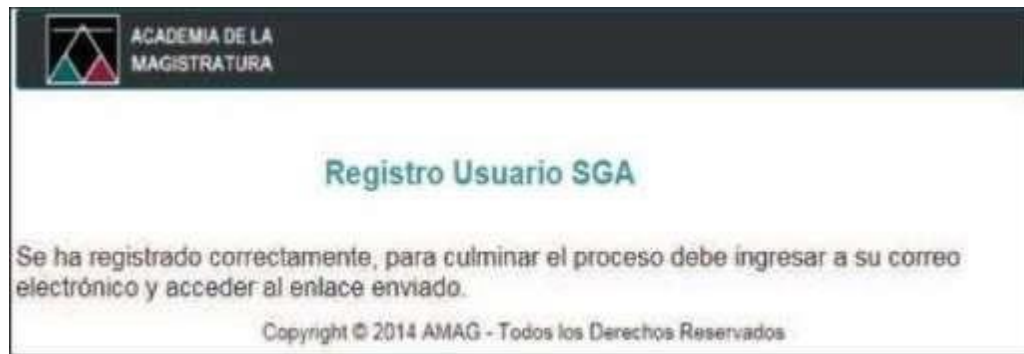 ACADEMIA DE LA
MAGISTRATURA
Registro Usuario SGA
Se ha registrado correctamente, para culminar el proceso debe ingresar a su correo
electrónico y acceder al enlace enviado.
Copyright © 2014 AMAG - Todos los Derechos Reservados